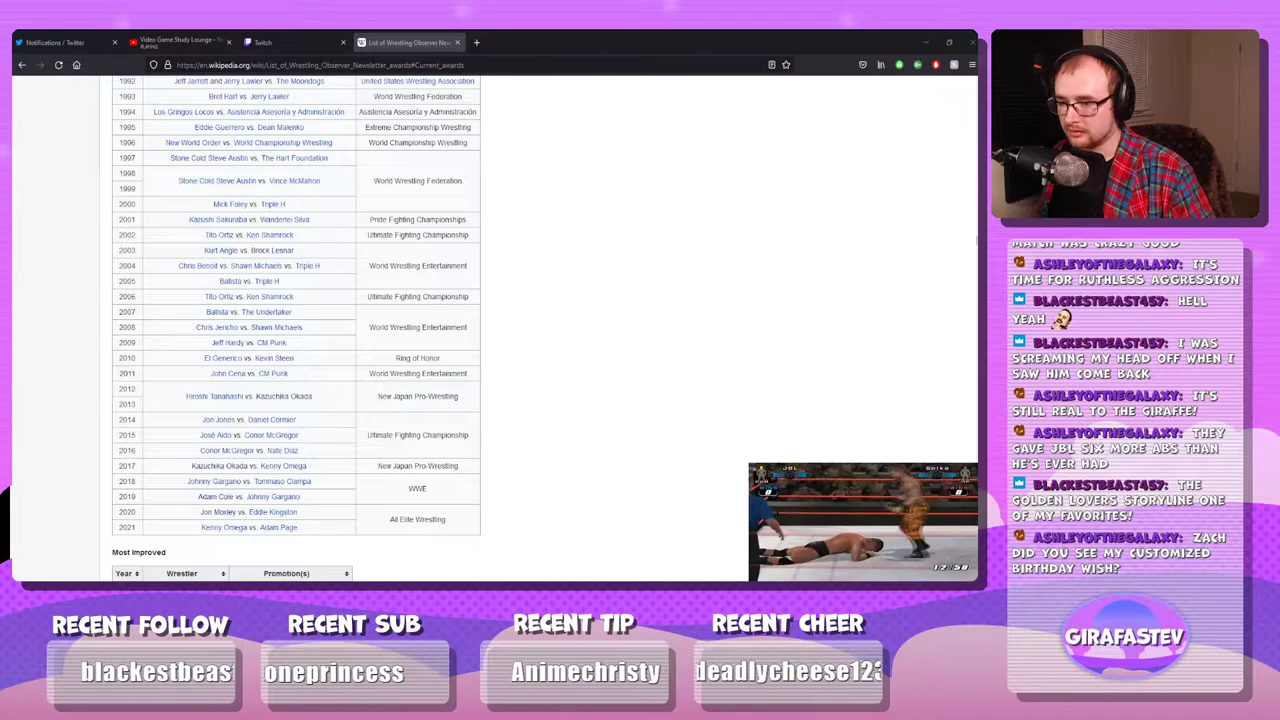 Notifications / Twitter
Video Game Study Lounge -
PLAYING
Twitch
List of Wrestling Observer New
https://en.wikipedia.org/wiki/List_of_Wrestling_Observer_Newsletter_awards#Current_awards
1992 Jeff Jarrett and Jerry Lawler vs. The Moondogs United States Wrestling Association
1993 Bret Hart vs. Jerry Lawler World Wrestling Federation
1994 Los Gringos Locos vs. Asistencia Asesoría y Administración Asistencia Asesoría y Administración
1995 Eddie Guerrero vs. Dean Malenko Extreme Championship Wrestling
1996 New World Order vs. World Championship Wrestling World Championship Wrestling
1997 Stone Cold Steve Austin vs. The Hart Foundation
1998
Stone Cold Steve Austin vs. Vince McMahon World Wrestling Federation
1999
2000 Mick Foley vs. Triple H
2001 Kazushi Sakuraba vs. Wanderlei Silva Pride Fighting Championships
2002 Tito Ortiz vs. Ken Shamrock Ultimate Fighting Championship
2003 Kurt Angle vs. Brock Lesnar
2004 Chris Benoit vs. Shawn Michaels vs. Triple H World Wrestling Entertainment
2005 Batista vs. Triple H
2006 Tito Ortiz vs. Ken Shamrock Ultimate Fighting Championship
2007 Batista vs. The Undertaker
2008 Chris Jericho vs. Shawn Michaels World Wrestling Entertainment
2009 Jeff Hardy vs. CM Punk
2010 El Generico vs. Kevin Steen Ring of Honor
2011 John Cena vs. CM Punk World Wrestling Entertainment
2012
Hiroshi Tanahashi vs. Kazuchika Okada New Japan Pro-Wrestling
2013
2014 Jon Jones vs. Daniel Cormier
2015 José Aldo vs. Conor McGregor Ultimate Fighting Championship
2016 Conor McGregor vs. Nate Diaz
2017 Kazuchika Okada vs. Kenny Omega New Japan Pro-Wrestling
2018 Johnny Gargano vs. Tommaso Ciampa
WWE
2019 Adam Cole vs. Johnny Gargano
2020 Jon Moxley vs. Eddie Kingston
All Elite Wrestling
2021 Kenny Omega vs. Adam Page
Most Improved
Year Wrestler Promotion(s)
JBL
Spike
17:58
MATCH WAS CRAZY GOOD
ASHLEYOFTHEGALAXY: IT'S
TIME FOR RUTHLESS AGGRESSION
BLACKESTBEAST457: HELL
YEAH
BLACKESTBEAST457: I WAS
SCREAMING MY HEAD OFF WHEN I
SAW HIM COME BACK
ASHLEYOFTHEGALAXY: IT'S
STILL REAL TO THE GIRAFFE!
ASHLEYOFTHEGALAXY: THEY
GAVE JBL SIX MORE ABS THAN
HE'S EVER HAD
BLACKESTBEAST457: THE
GOLDEN LOVERS STORYLINE ONE
OF MY FAVORITES!
ASHLEYOFTHEGALAXY: ZACH
DID YOU SEE MY CUSTOMIZED
BIRTHDAY WISH?
GIRAFASTEV
RECENT FOLLOW
blackestbeas
RECENT SUB
oneprincess
RECENT TIP
Animechristy
RECENT CHEER
deadlycheese123